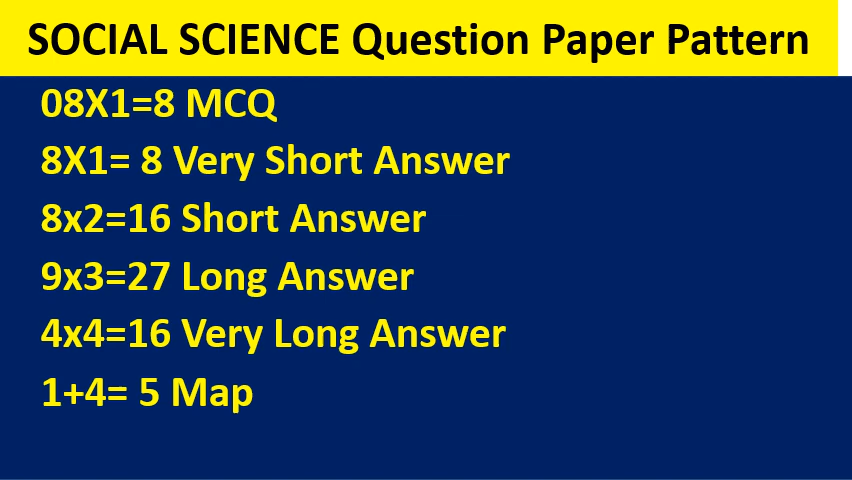 SOCIAL SCIENCE Question Paper Pattern
08X1=8 MCQ
8X1= 8 Very Short Answer
8x2=16 Short Answer
9x3=27 Long Answer
4x4=16 Very Long Answer
1+4= 5 Map